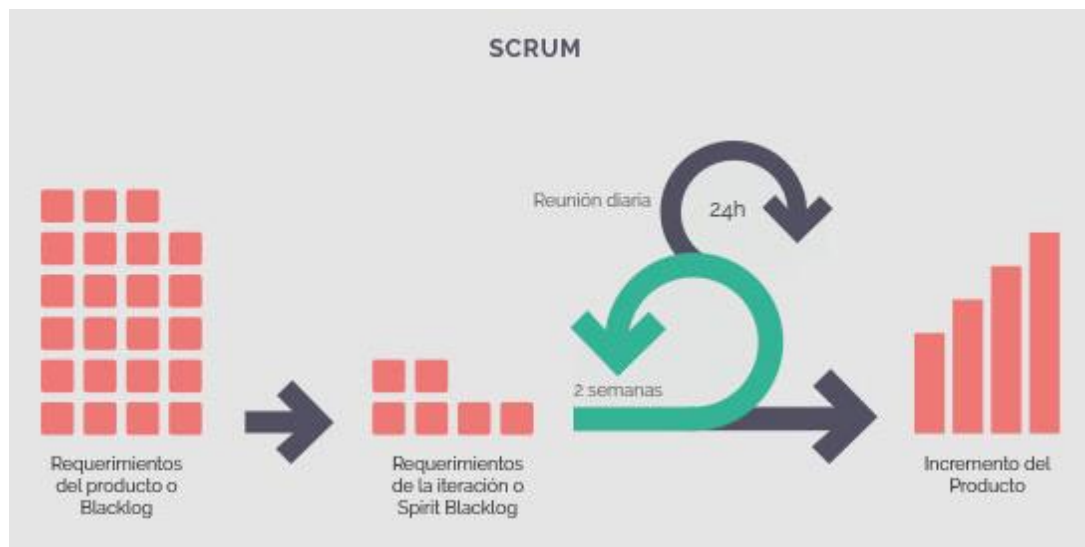 SCRUM
Reunión diaria
24h
2 semanas
Requerimientos
del producto o
Blacklog
Requerimientos
de la iteración o
Spirit Blacklog
Incremento del
Producto